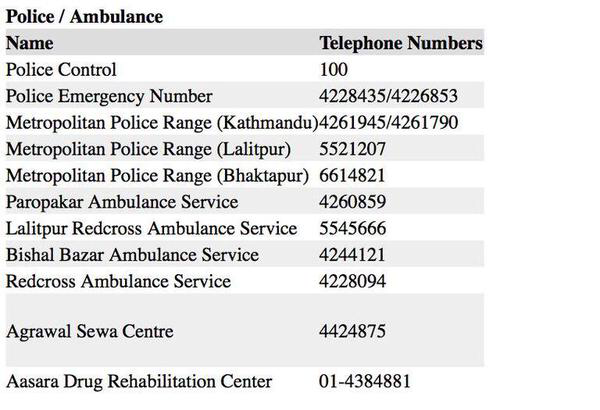 Police / Ambulance
Name Telephone Numbers
Police Control 100
Police Emergency Number 4228435/4226853
Metropolitan Police Range (Kathmandu) 4261945/4261790
Metropolitan Police Range (Lalitpur) 5521207
Metropolitan Police Range (Bhaktapur) 6614821
Paropakar Ambulance Service 4260859
Lalitpur Redcross Ambulance Service 5545666
Bishal Bazar Ambulance Service 4244121
Redcross Ambulance Service 4228094
Agrawal Sewa Centre 4424875
Aasara Drug Rehabilitation Center 01-4384881